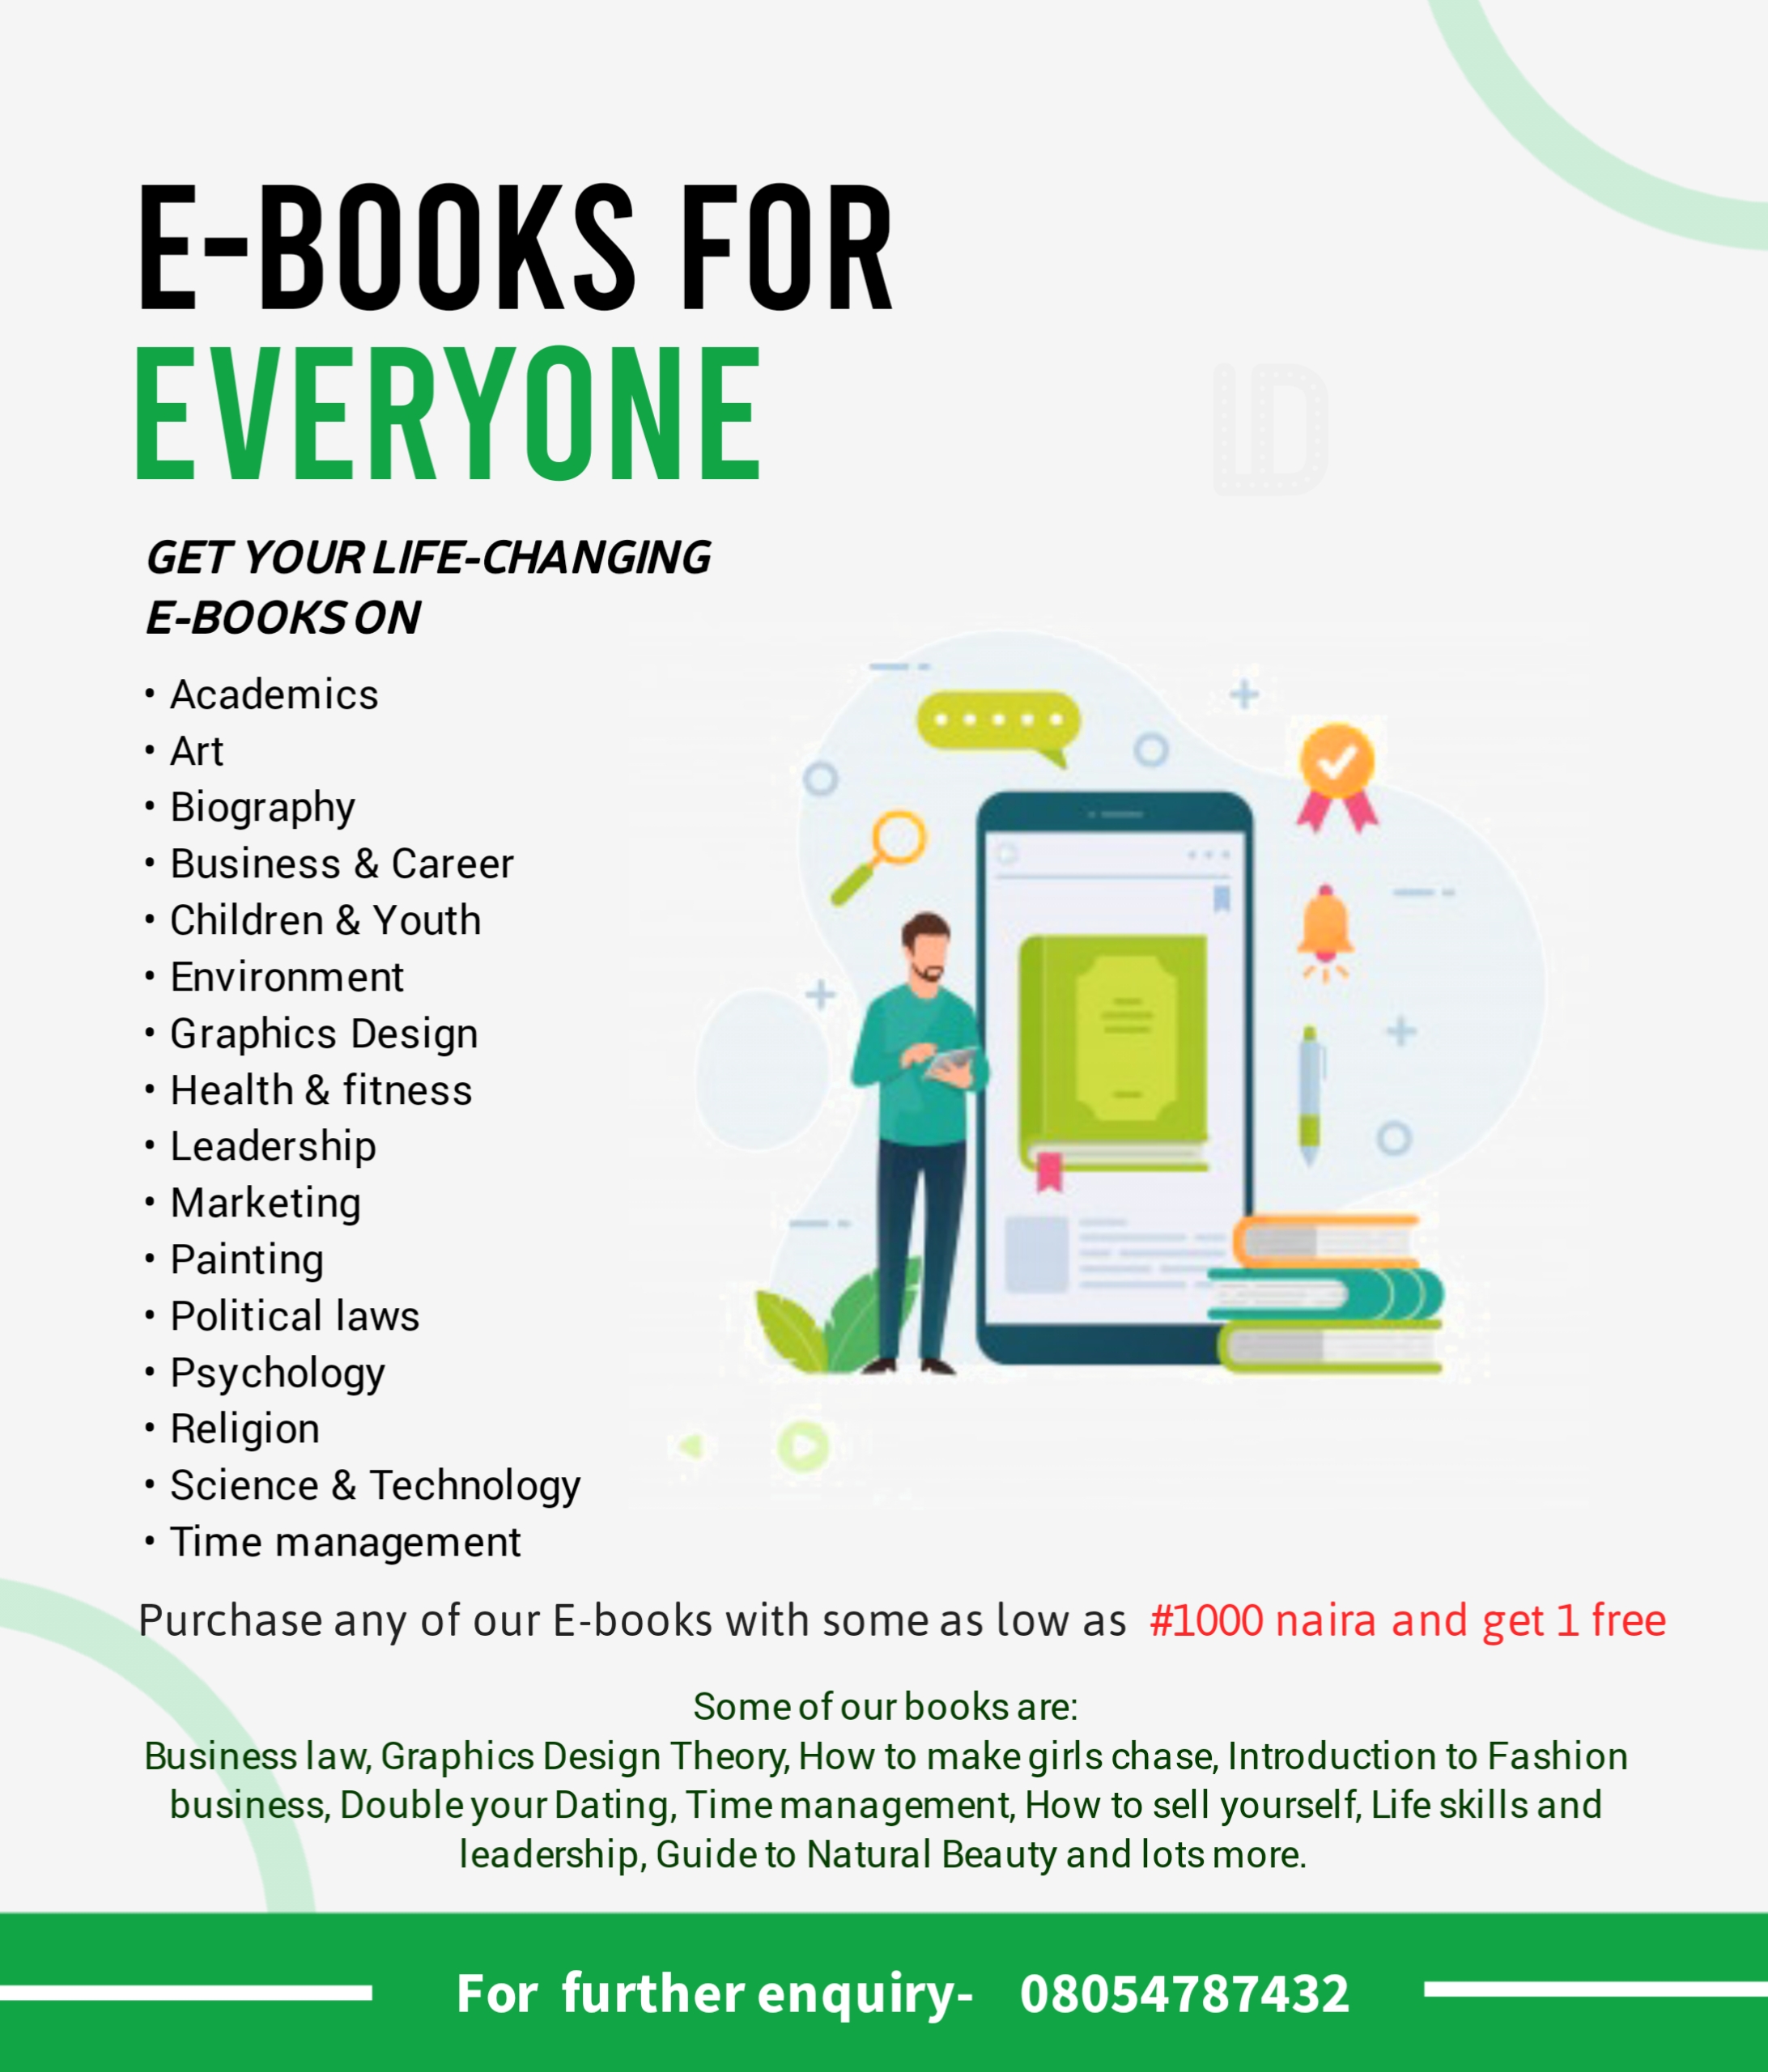 E-BOOKS FOR
EVERYONE
GET YOUR LIFE-CHANGING
E-BOOKS ON
• Academics
• Art
• Biography
• Business & Career
• Children & Youth
• Environment
• Graphics Design
• Health & fitness
• Leadership
• Marketing
• Painting
• Political laws
• Psychology
• Religion
• Science & Technology
• Time management
Purchase any of our E-books with some as low as #1000 naira and get 1 free
Some of our books are:
Business law, Graphics Design Theory, How to make girls chase, Introduction to Fashion
business, Double your Dating, Time management, How to sell yourself, Life skills and
leadership, Guide to Natural Beauty and lots more.
For further enquiry- 08054787432